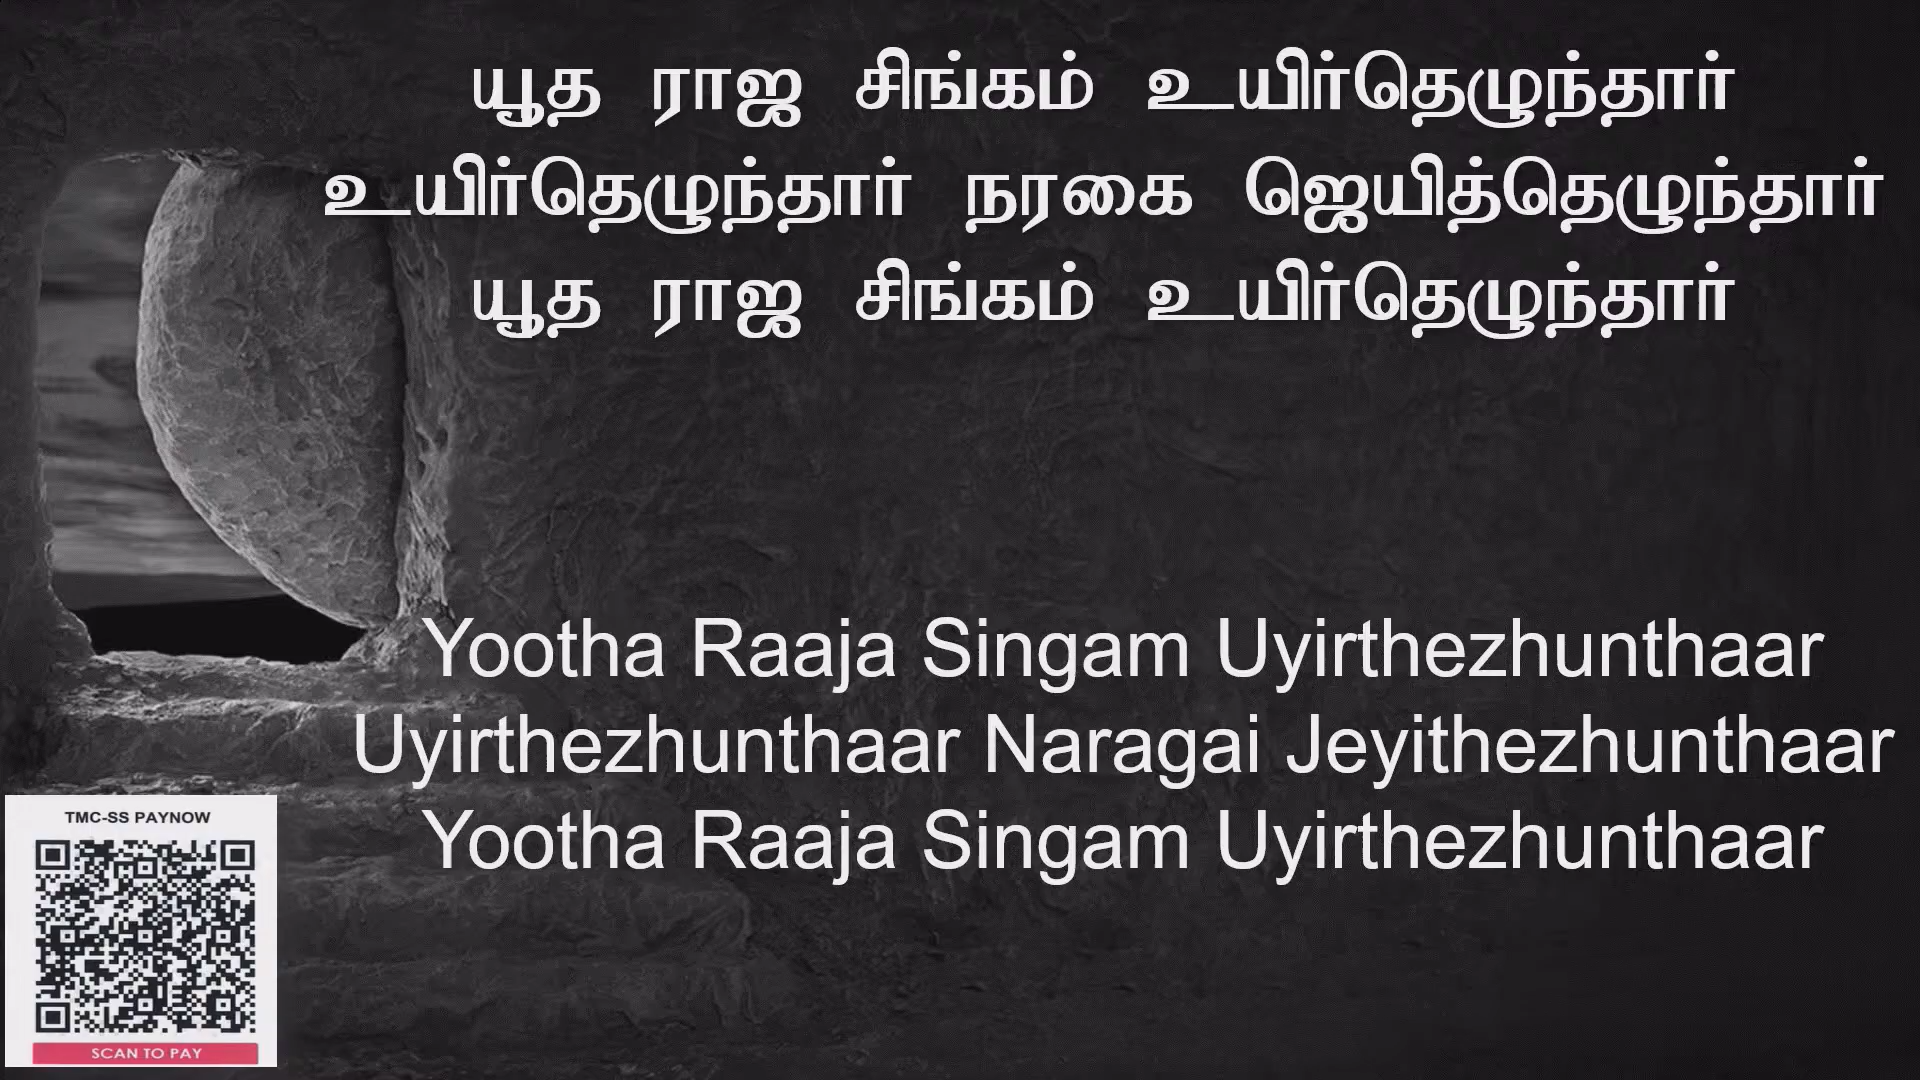 யூத ராஜ சிங்கம் உயிர்தெழுந்தார்
உயிர்தெழுந்தார் நரகை ஜெயித்தெழுந்தார்
யூத ராஜ சிங்கம் உயிர்தெழுந்தார்
Yootha Raaja Singam Uyirthezhunthaar
Uyirthezhunthaar Naragai Jeyithezhunthaar
Yootha Raaja Singam Uyirthezhunthaar
TMC-SS PAYNOW
SCAN TO PAY